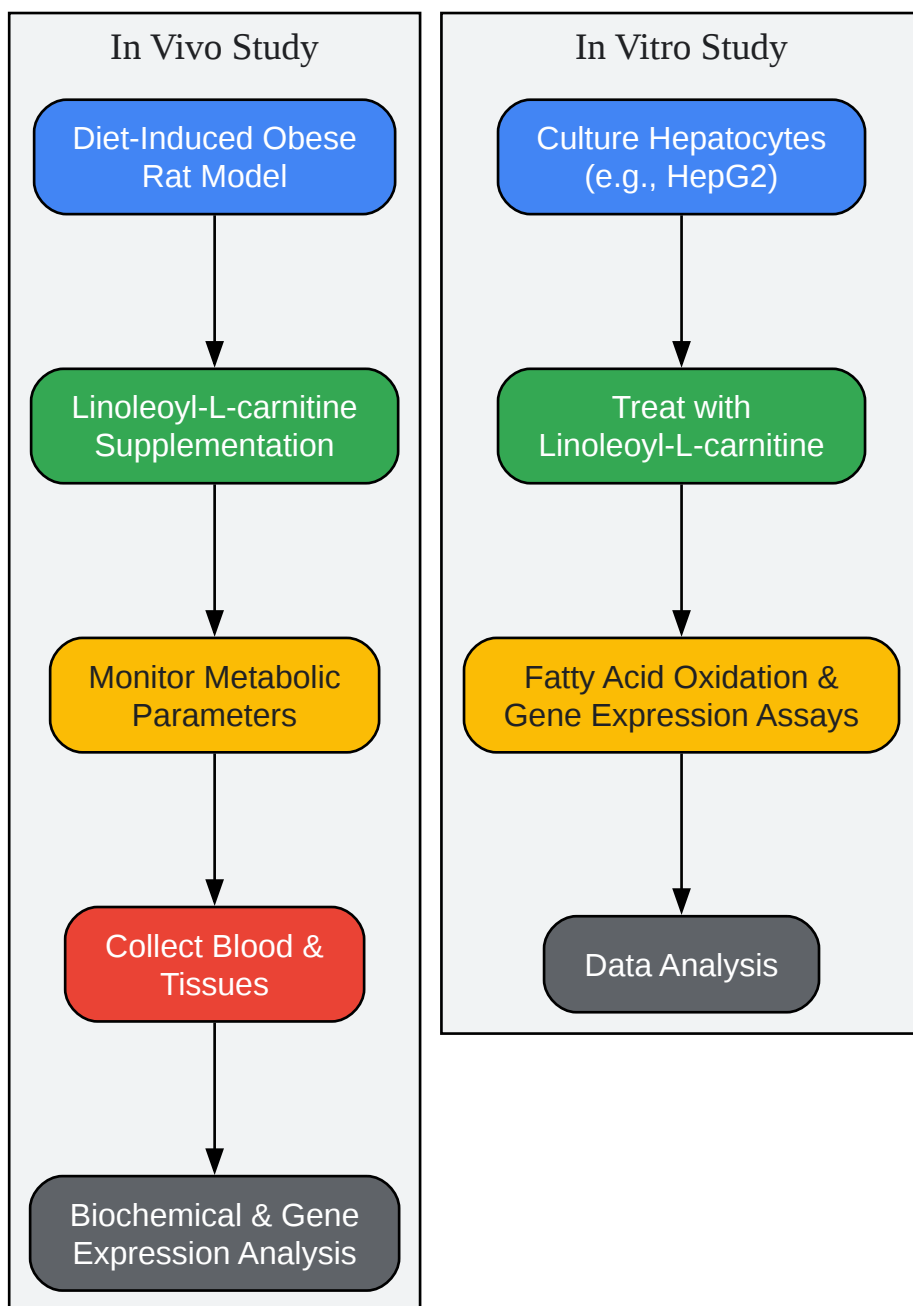 In Vivo Study
Diet-Induced Obese
Rat Model
Linoleoyl-L-carnitine
Supplementation
Monitor Metabolic
Parameters
Collect Blood &
Tissues
Biochemical & Gene
Expression Analysis
In Vitro Study
Culture Hepatocytes
(e.g., HepG2)
Treat with
Linoleoyl-L-carnitine
Fatty Acid Oxidation &
Gene Expression Assays
Data Analysis